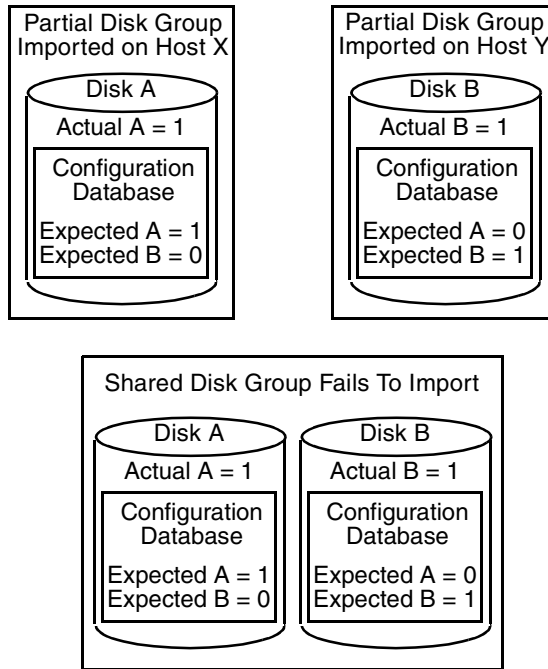 Partial Disk Group
Imported on Host X
Disk A
Actual A = 1
Configuration
Database
Expected A = 1
Expected B = 0
Partial Disk Group
Imported on Host Y
Disk B
Actual B = 1
Configuration
Database
Expected A = 0
Expected B = 1
Shared Disk Group Fails To Import
Disk A
Actual A = 1
Configuration
Database
Expected A = 1
Expected B = 0
Disk B
Actual B = 1
Configuration
Database
Expected A = 0
Expected B = 1